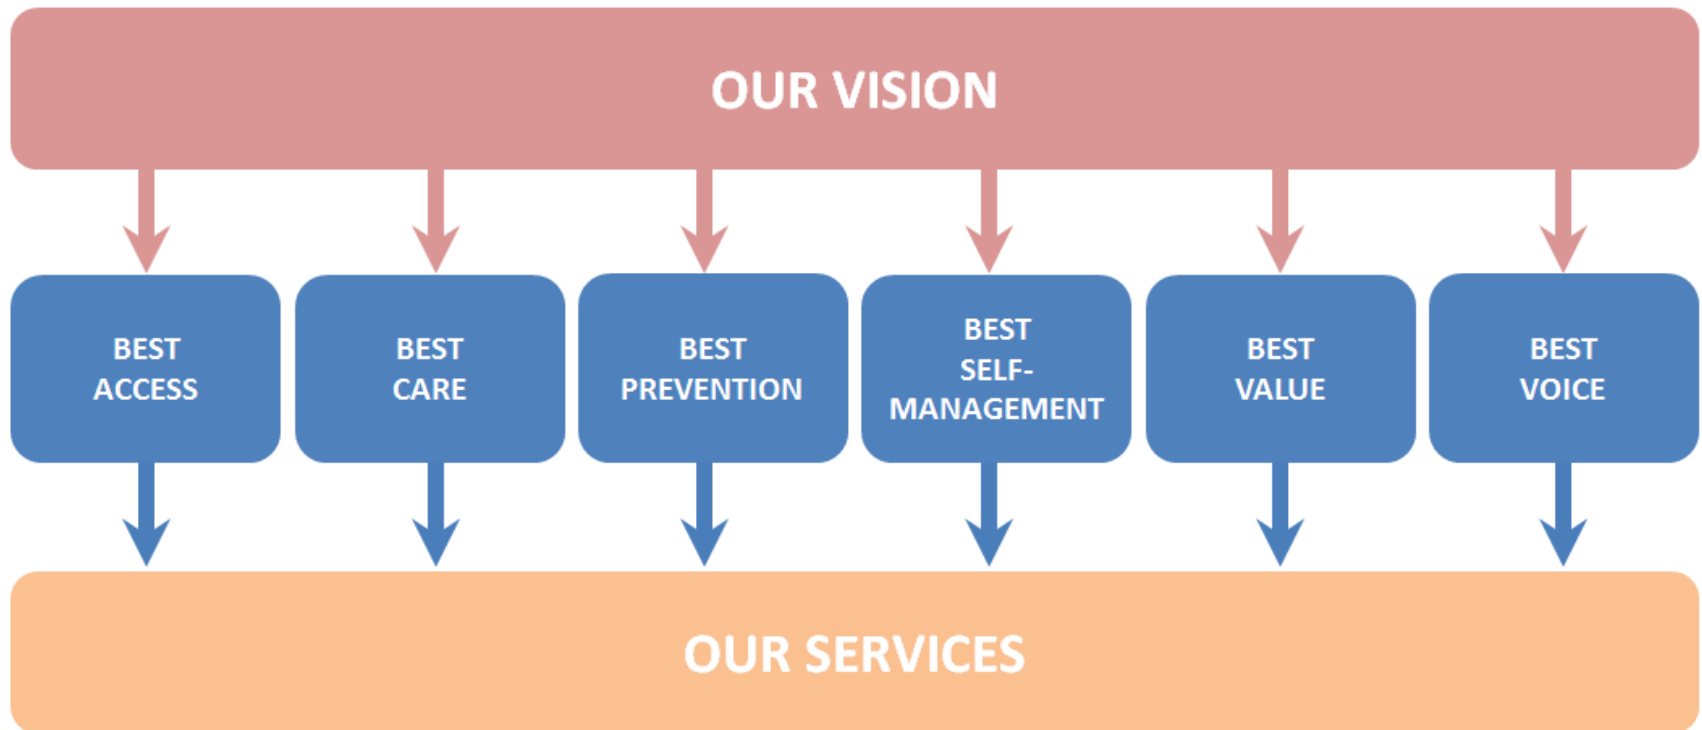 OUR VISION
BEST
ACCESS
BEST
CARE
BEST
PREVENTION
BEST
SELF-
MANAGEMENT
BEST
VALUE
BEST
VOICE
OUR SERVICES